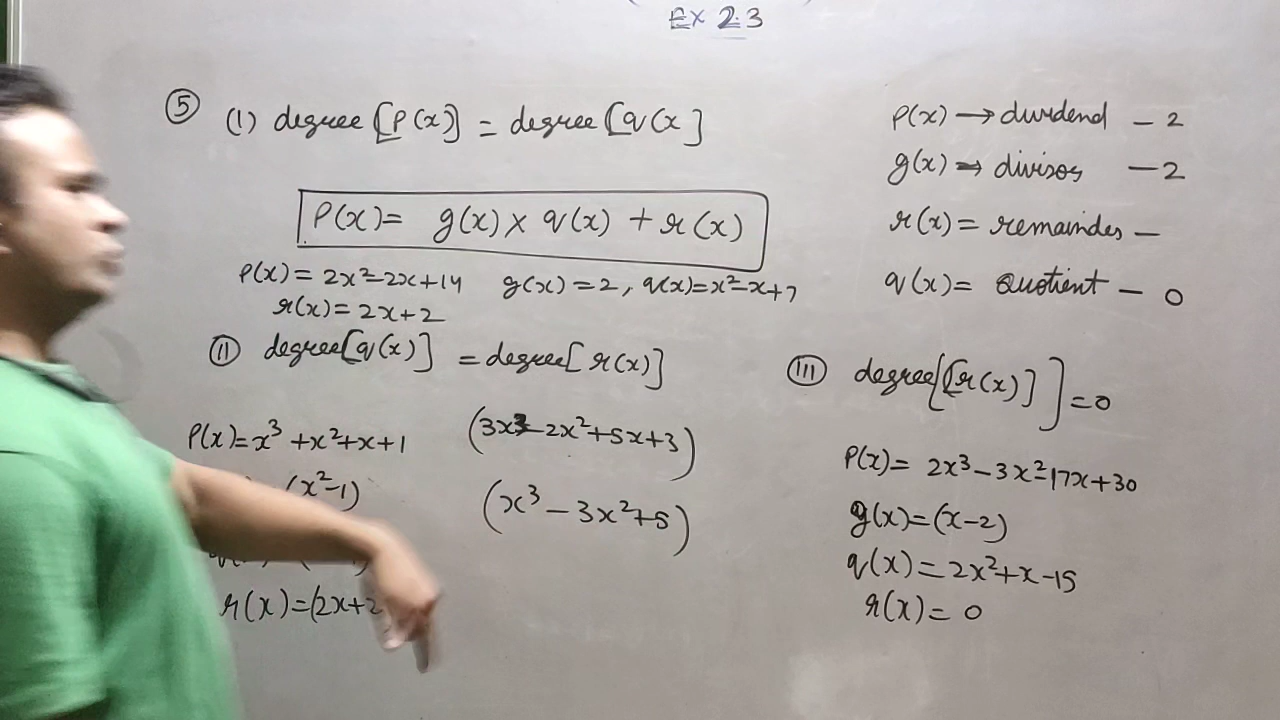 Ex 2.3
⑤ (1) degree [P(x)] = degree [q(x]
P(x) = g(x) × q(x) + r(x)
P(x) = 2x²-2x+14 g(x) = 2, q(x)=x²-x+7
r(x) = 2x+2
p(x) → dividend - 2
g(x) → divisor - 2
r(x) = remainder -
q(x) = Quotient - 0
(II) degree[q(x)] = degree[r(x)]
P(x)=x³+x²+x+1
(x²-1)
r(x)=(2x+2
(3x³-2x²+5x+3)
(x³-3x²+5)
(III) degree[[r(x)]]=0
P(x)= 2x³-3x²-17x+30
g(x)=(x-2)
q(x)=2x²+x-15
r(x)= 0